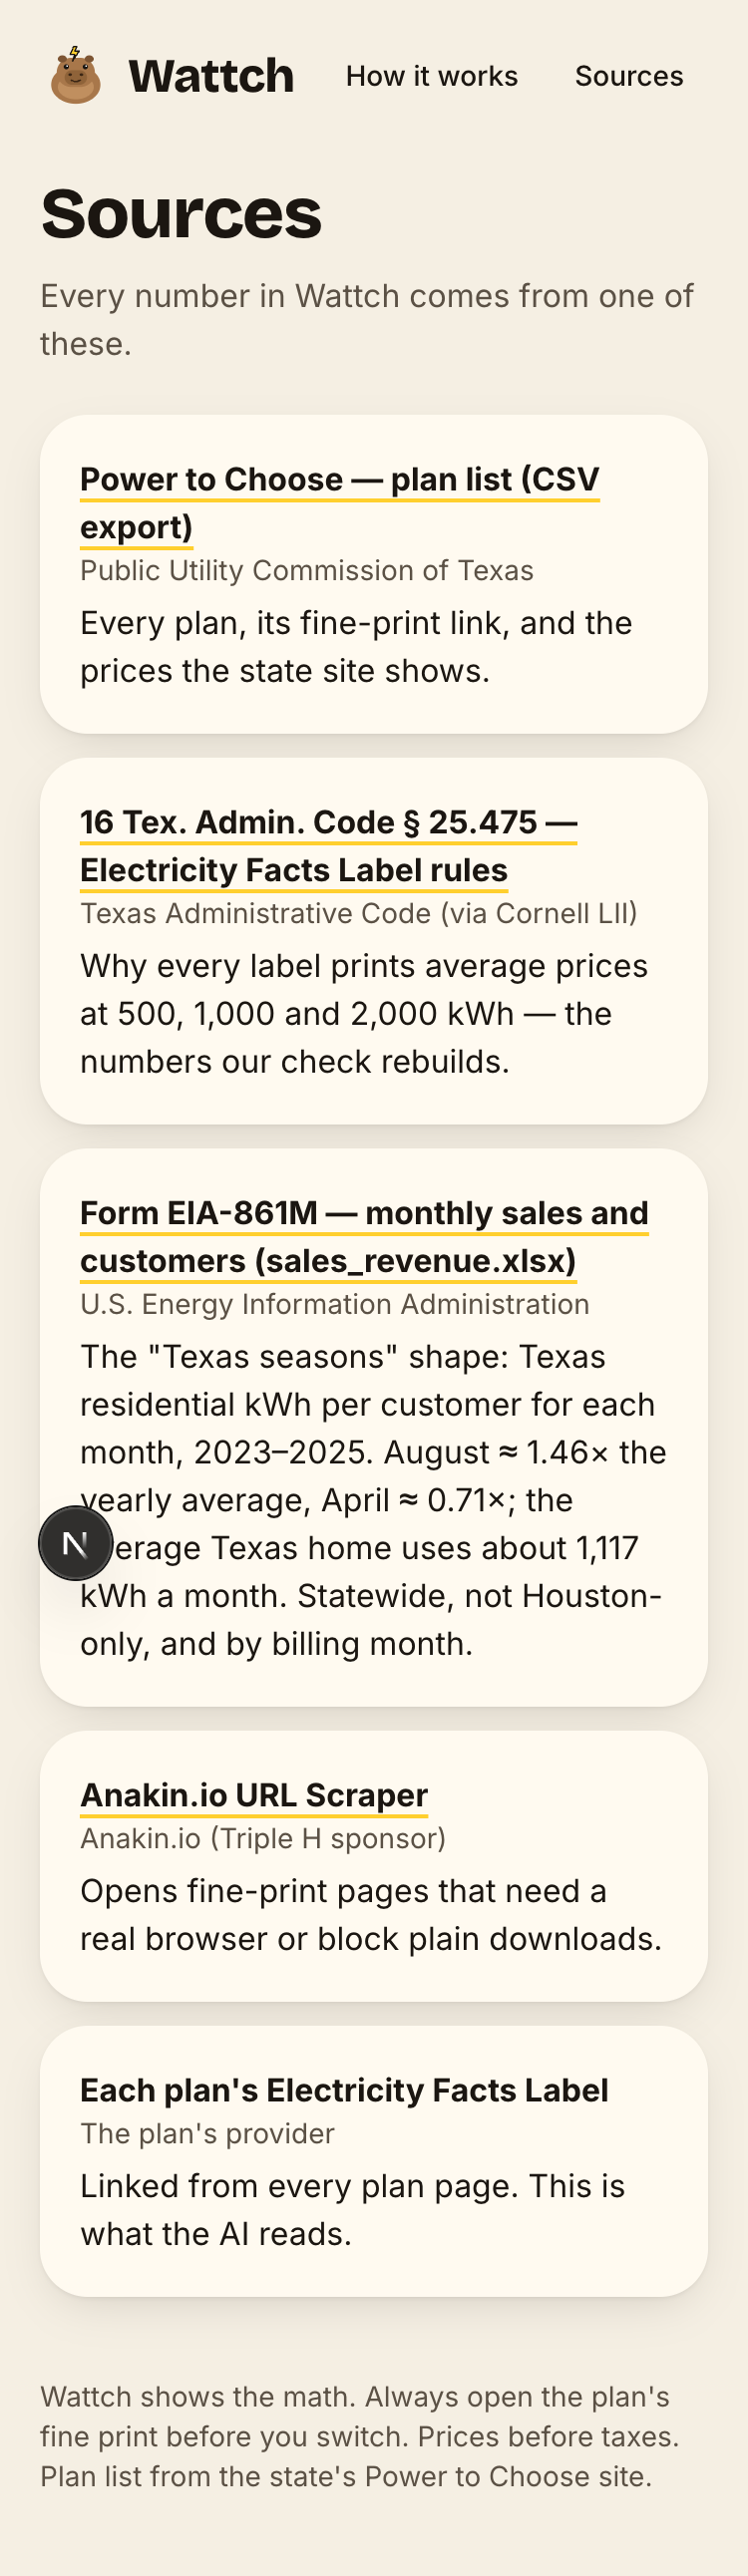 Wattch
How it works
Sources
Sources
Every number in Wattch comes from one of
these.
Power to Choose — plan list (CSV
export)
Public Utility Commission of Texas
Every plan, its fine-print link, and the
prices the state site shows.
16 Tex. Admin. Code § 25.475 —
Electricity Facts Label rules
Texas Administrative Code (via Cornell LII)
Why every label prints average prices
at 500, 1,000 and 2,000 kWh — the
numbers our check rebuilds.
Form EIA-861M — monthly sales and
customers (sales_revenue.xlsx)
U.S. Energy Information Administration
The "Texas seasons" shape: Texas
residential kWh per customer for each
month, 2023–2025. August ≈ 1.46× the
yearly average, April ≈ 0.71×; the
erage Texas home uses about 1,117
kWh a month. Statewide, not Houston-
only, and by billing month.
N
Anakin.io URL Scraper
Anakin.io (Triple H sponsor)
Opens fine-print pages that need a
real browser or block plain downloads.
Each plan's Electricity Facts Label
The plan's provider
Linked from every plan page. This is
what the AI reads.
Wattch shows the math. Always open the plan's
fine print before you switch. Prices before taxes.
Plan list from the state's Power to Choose site.